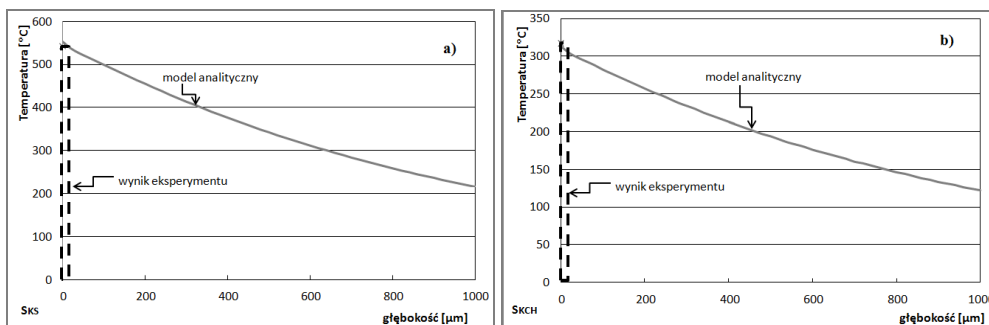 Temperatura [°C]
600
500
400
300
200
100
0
a)
model analityczny
wynik eksperymentu
0
200
400
600
800
1000
SKS
głębokość [µm]
Temperatura [°C]
350
300
250
200
150
100
50
0
b)
model analityczny
wynik eksperymentu
0
200
400
600
800
1000
SKCH
głębokość [µm]